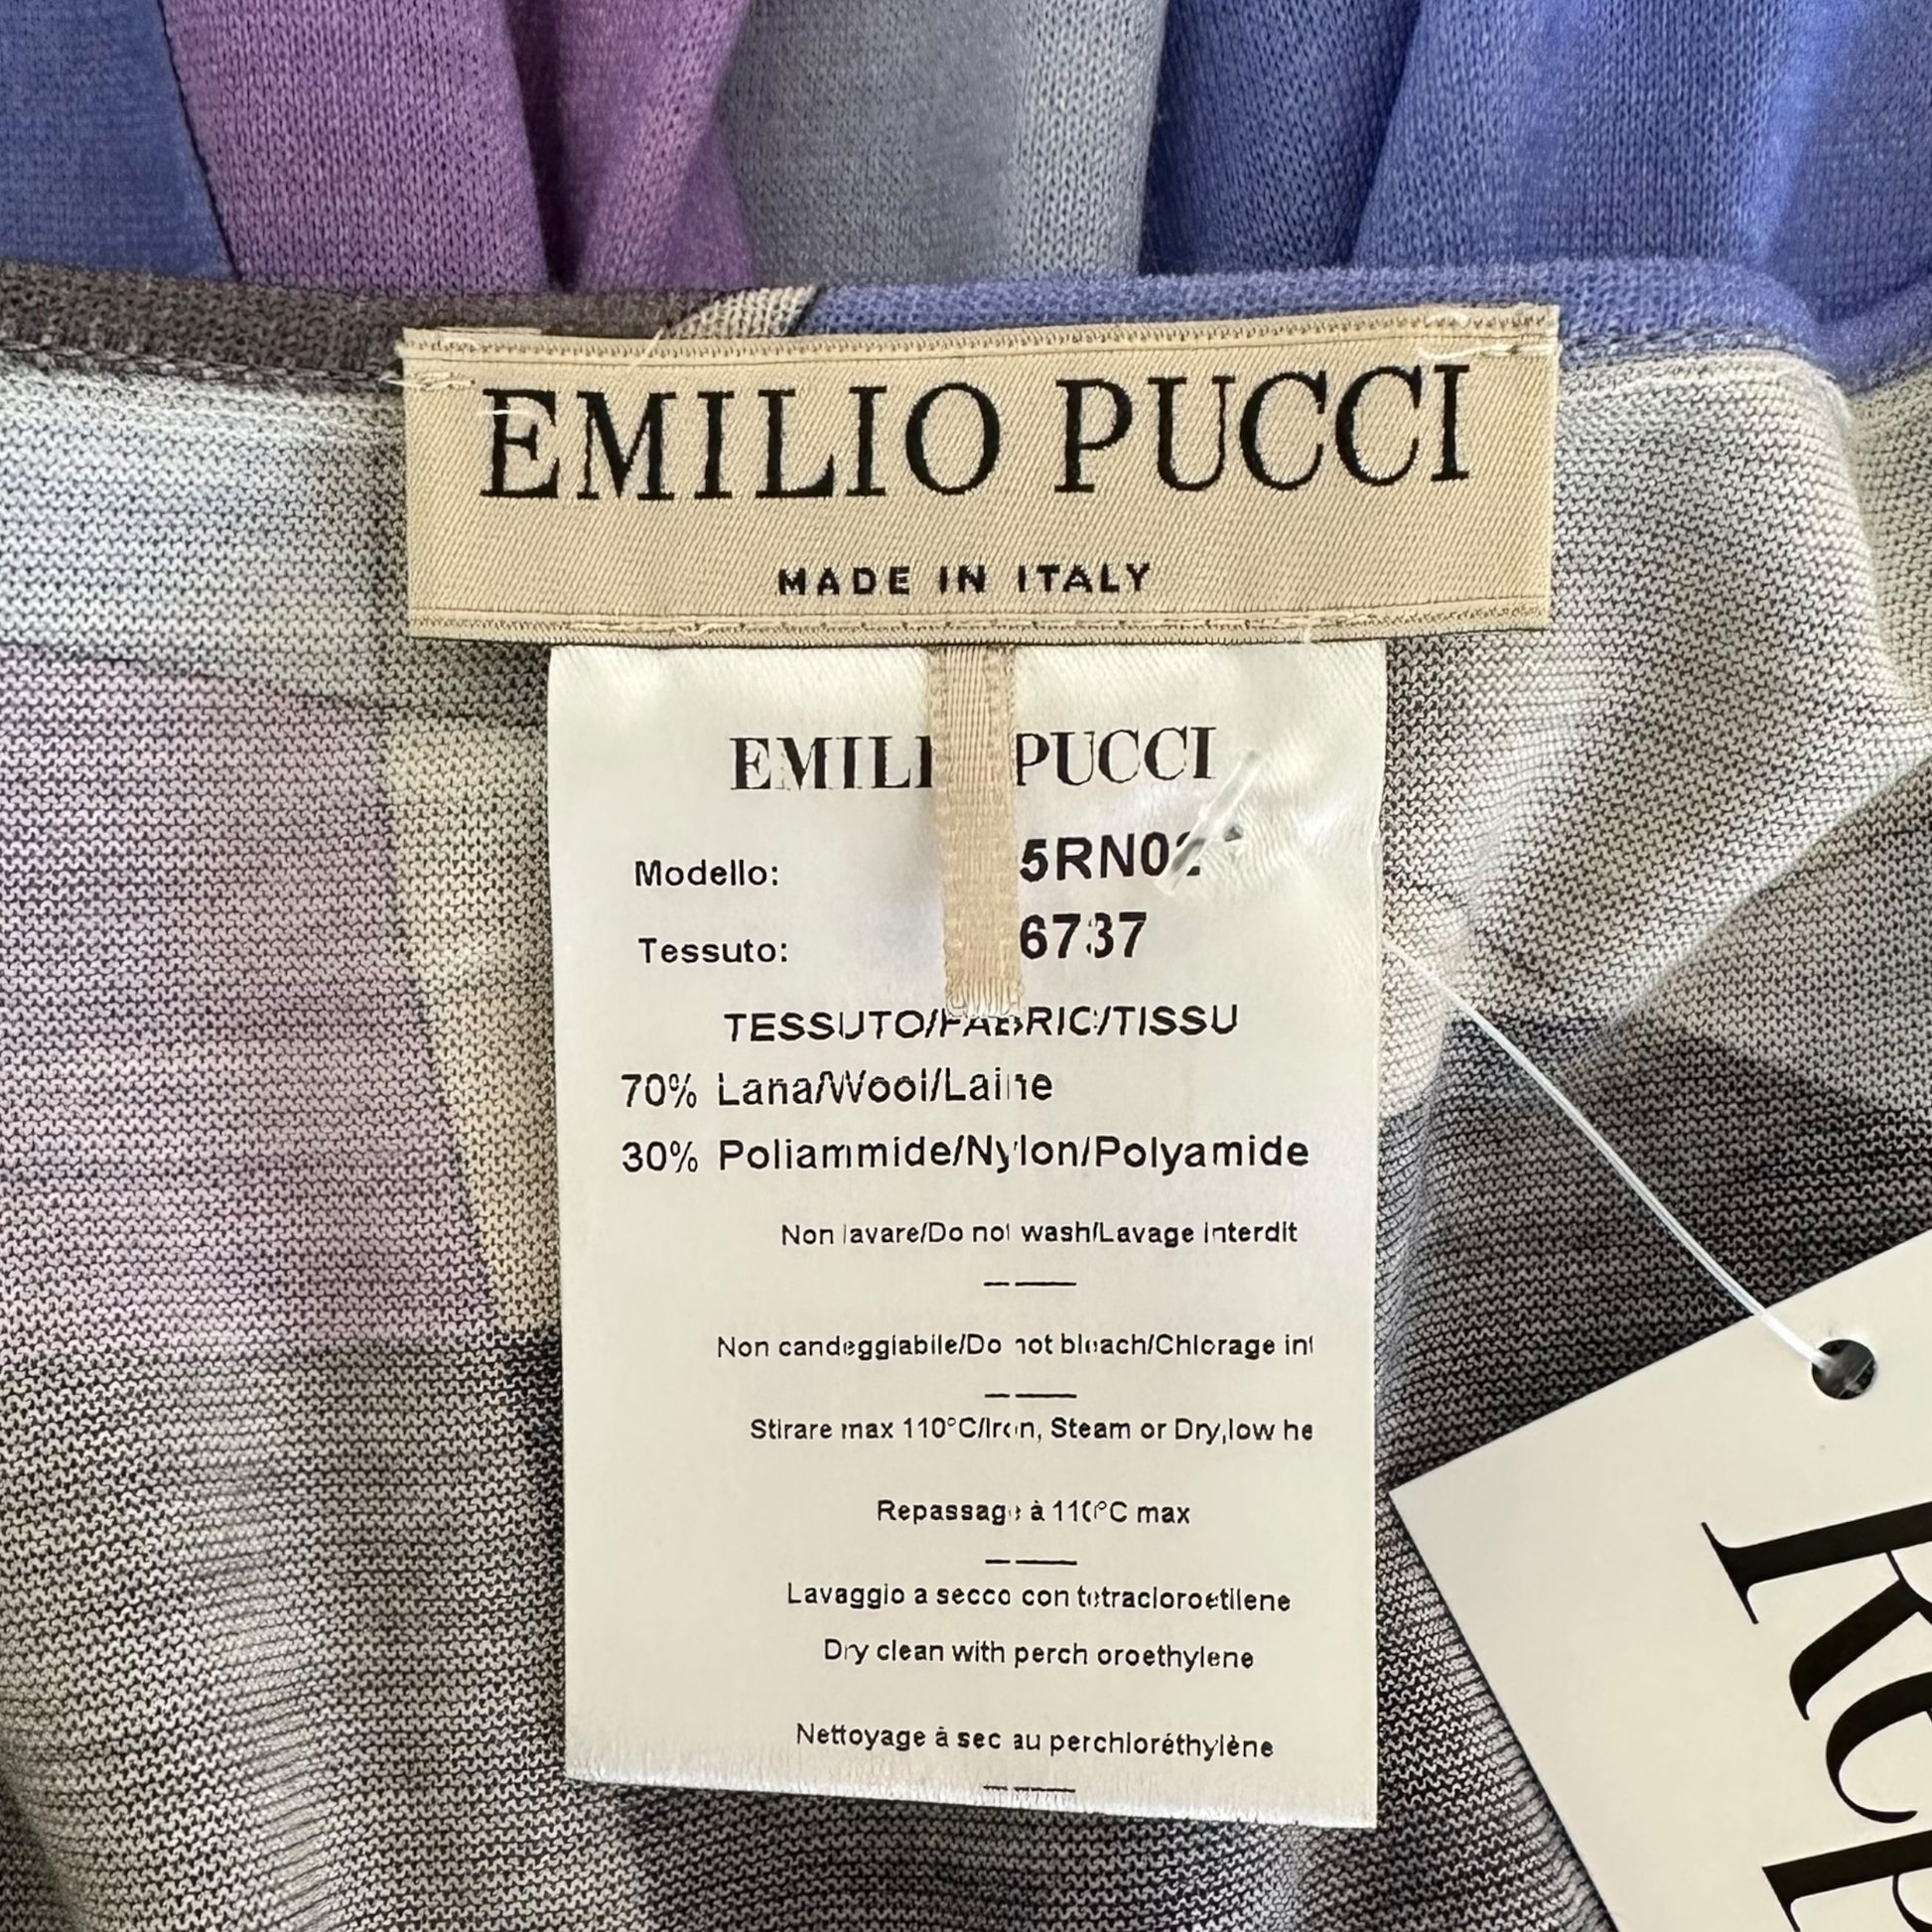 EMILIO PUCCI
MADE IN ITALY
EMILI PUCCI
Modello:
Tessuto: 6737
TESSUTO/FABRIC/TISSU
70% Lana/Wool/Laine
30% Poliammide/Nylon/Polyamide
Non lavare/Do not wash/Lavage interdit
Non candeggiabile/Do not bleach/Chlorage int
Stirare max 110°C/Iron, Steam or Dry,low he
Repassage à 110°C max
Lavaggio a secco con tetracloroetilene
Dry clean with perch oroethylene
Nettoyage à sec au perchloréthylène